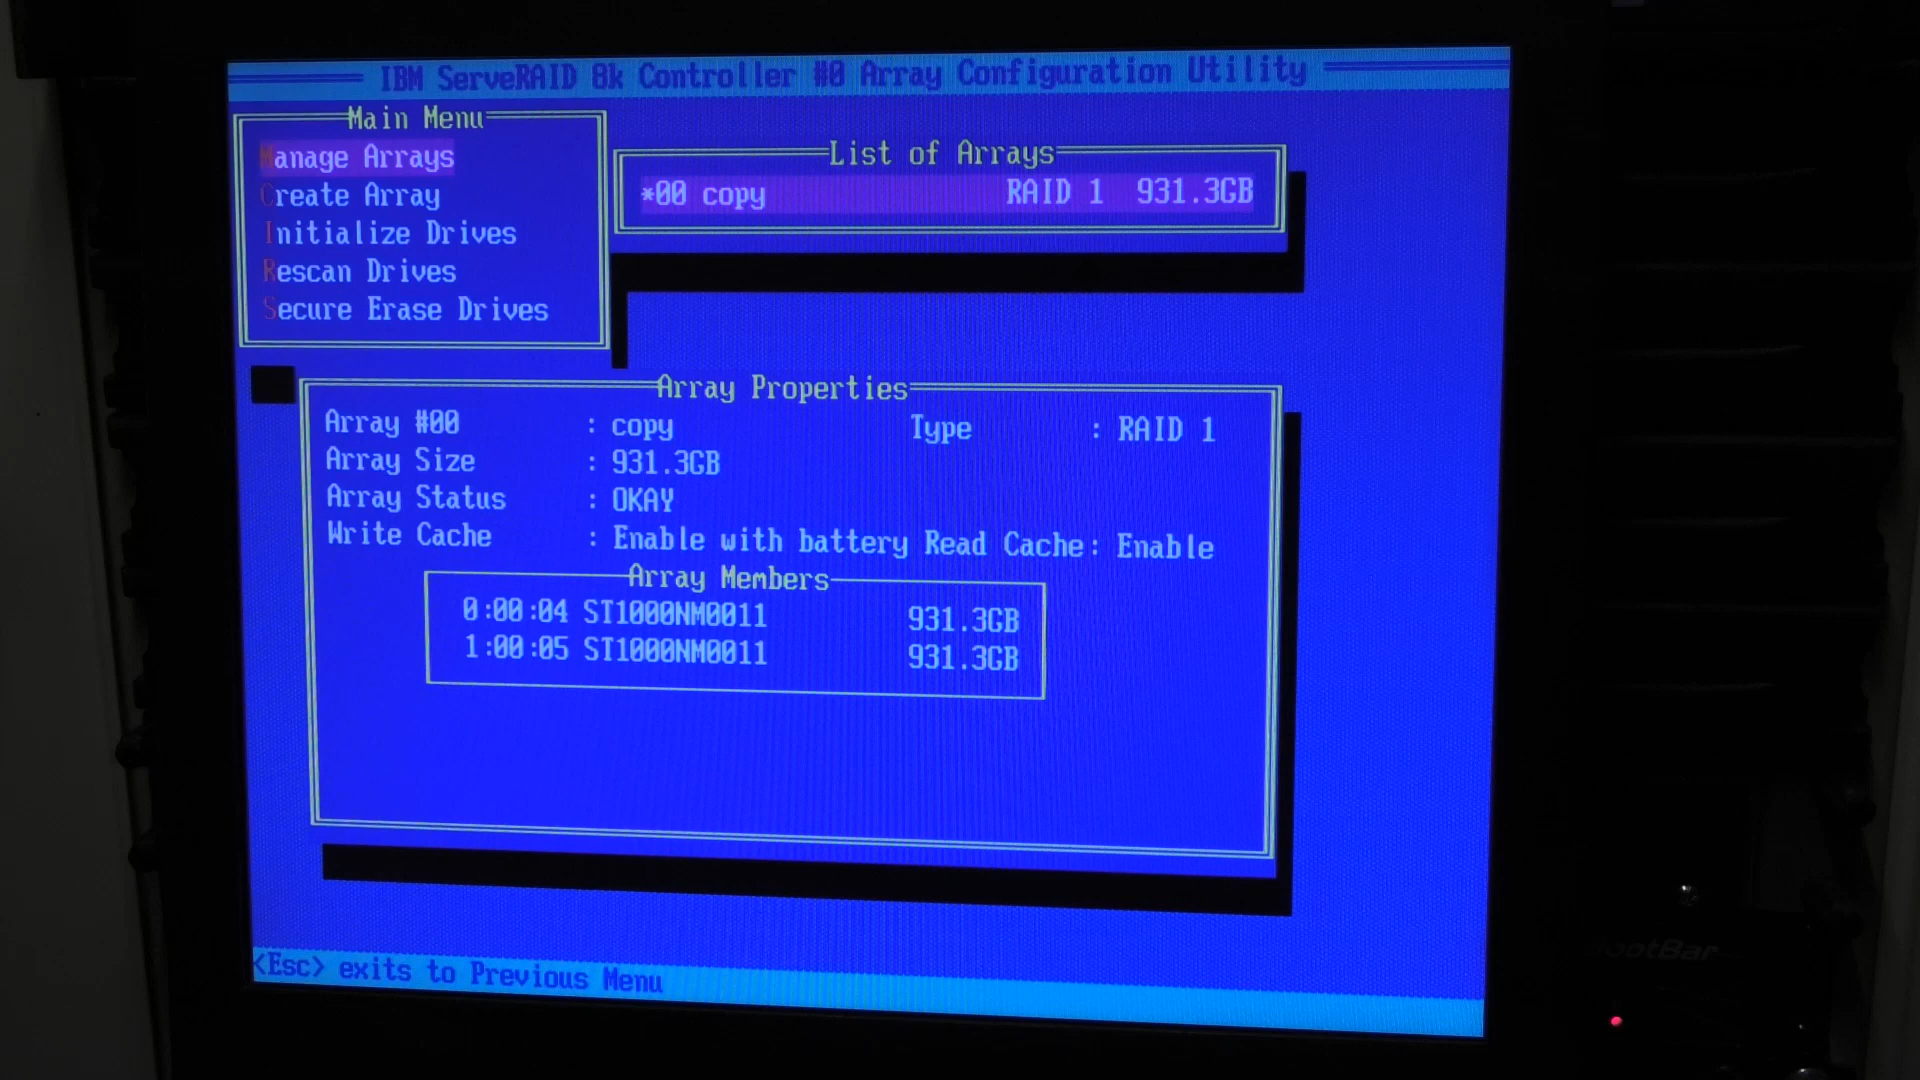 IBM ServeRAID 8k Controller #0 Array Configuration Utility
Main Menu
Manage Arrays
Create Array
Initialize Drives
Rescan Drives
Secure Erase Drives
List of Arrays
*00 copy RAID 1 931.3GB
Array Properties
Array #00 : copy Type : RAID 1
Array Size : 931.3GB
Array Status : OKAY
Write Cache : Enable with battery Read Cache: Enable
Array Members
0:00:04 ST1000NM0011 931.3GB
1:00:05 ST1000NM0011 931.3GB
<Esc> exits to Previous Menu